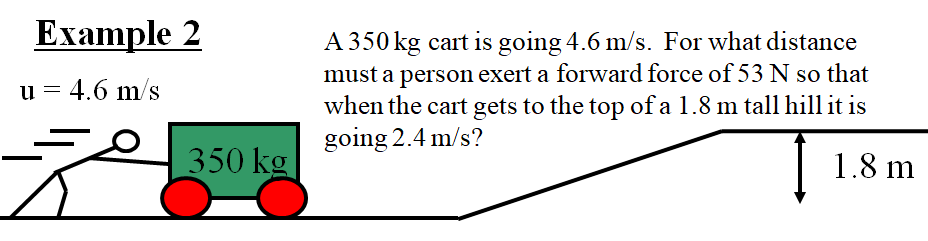 Example 2
u = 4.6 m/s
A 350 kg cart is going 4.6 m/s. For what distance
must a person exert a forward force of 53 N so that
when the cart gets to the top of a 1.8 m tall hill it is
going 2.4 m/s?
350 kg
1.8 m